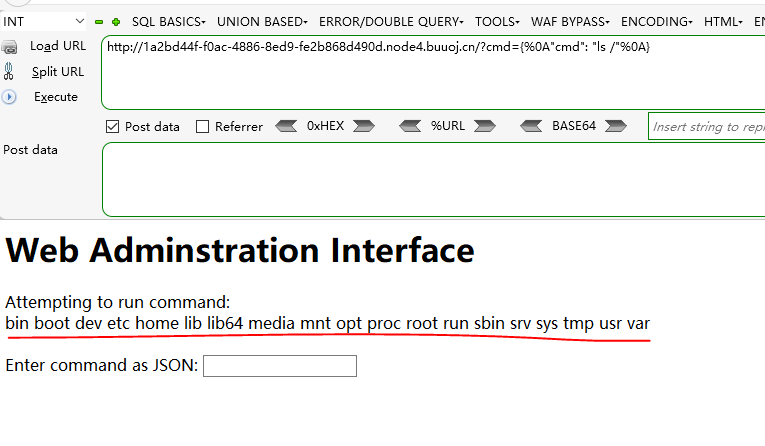 INT SQL BASICS▾ UNION BASED▾ ERROR/DOUBLE QUERY▾ TOOLS▾ WAF BYPASS▾ ENCODING▾ HTML▾
Load URL
http://1a2bd44f-f0ac-4886-8ed9-fe2b868d490d.node4.buuoj.cn/?cmd={%0A"cmd": "ls /"%0A}
Split URL
Execute
Post data Referrer 0xHEX %URL BASE64 Insert string to
Post data
Web Adminstration Interface
Attempting to run command:
bin boot dev etc home lib lib64 media mnt opt proc root run sbin srv sys tmp usr var
Enter command as JSON: